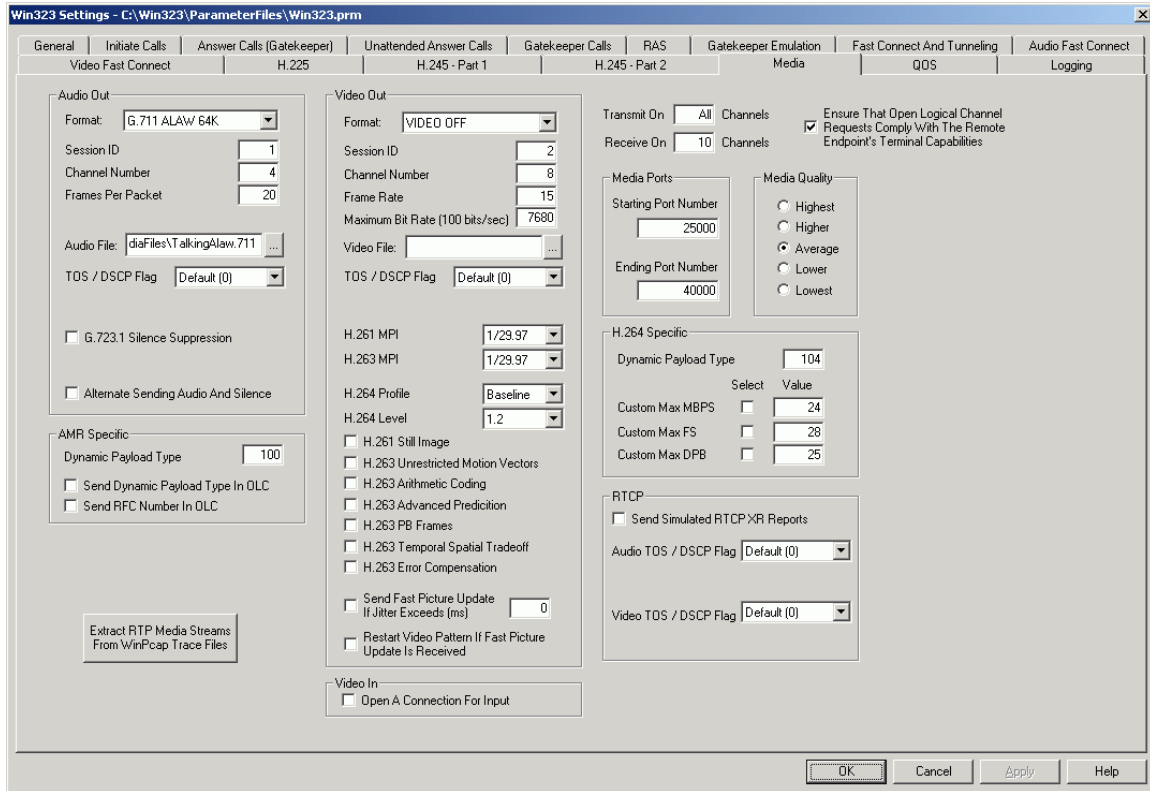 Win323 Settings - C:\Win323\ParameterFiles\Win323.prm
General
Initiate Calls
Answer Calls (Gatekeeper)
Unattended Answer Calls
Gatekeeper Calls
RAS
Gatekeeper Emulation
Fast Connect And Tunneling
Audio Fast Connect
Video Fast Connect
H.225
H.245 - Part 1
H.245 - Part 2
Media
QOS
Logging
Audio Out
Format: G.711 ALAW 64K
Session ID 1
Channel Number 4
Frames Per Packet 20
Audio File: diaFiles\TalkingAlaw.711 ...
TOS / DSCP Flag Default (0)
G.723.1 Silence Suppression
Alternate Sending Audio And Silence
AMR Specific
Dynamic Payload Type 100
Send Dynamic Payload Type In OLC
Send RFC Number In OLC
Extract RTP Media Streams
From WinPcap Trace Files
Video Out
Format: VIDEO OFF
Session ID 2
Channel Number 8
Frame Rate 15
Maximum Bit Rate (100 bits/sec) 7680
Video File: ...
TOS / DSCP Flag Default (0)
H.261 MPI 1/29.97
H.263 MPI 1/29.97
H.264 Profile Baseline
H.264 Level 1.2
H.261 Still Image
H.263 Unrestricted Motion Vectors
H.263 Arithmetic Coding
H.263 Advanced Predicition
H.263 PB Frames
H.263 Temporal Spatial Tradeoff
H.263 Error Compensation
Send Fast Picture Update
If Jitter Exceeds (ms) 0
Restart Video Pattern If Fast Picture
Update Is Received
Video In
Open A Connection For Input
Transmit On All Channels
Receive On 10 Channels
Ensure That Open Logical Channel
Requests Comply With The Remote
Endpoint's Terminal Capabilities
Media Ports
Starting Port Number
25000
Ending Port Number
40000
Media Quality
Highest
Higher
Average
Lower
Lowest
H.264 Specific
Dynamic Payload Type 104
Select Value
Custom Max MBPS 24
Custom Max FS 28
Custom Max DPB 25
RTCP
Send Simulated RTCP XR Reports
Audio TOS / DSCP Flag Default (0)
Video TOS / DSCP Flag Default (0)
OK
Cancel
Apply
Help